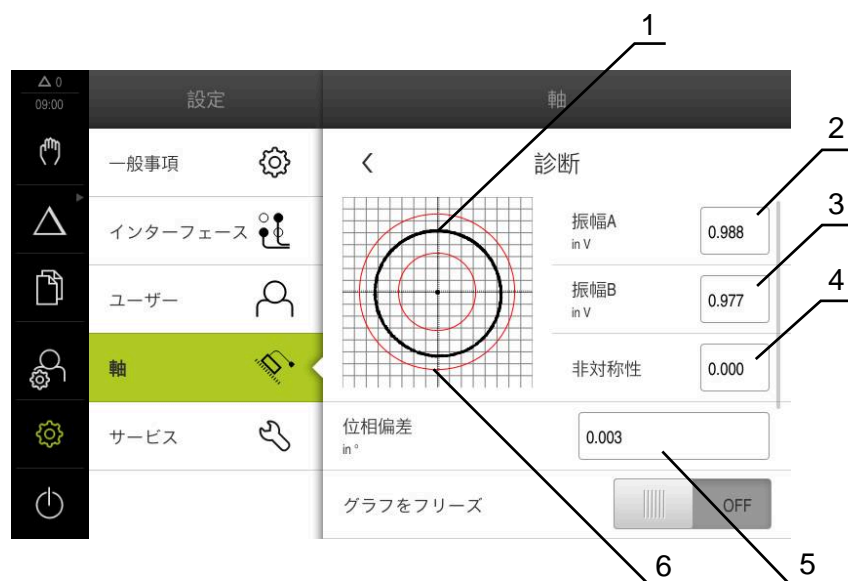 1
△ 0
09:00
設定
軸
一般事項
インターフェース
ユーザー
軸
サービス
診断
振幅A
in V
0.988
2
振幅B
in V
0.977
3
非対称性
0.000
4
位相偏差
in °
0.003
グラフをフリーズ
OFF
6
5